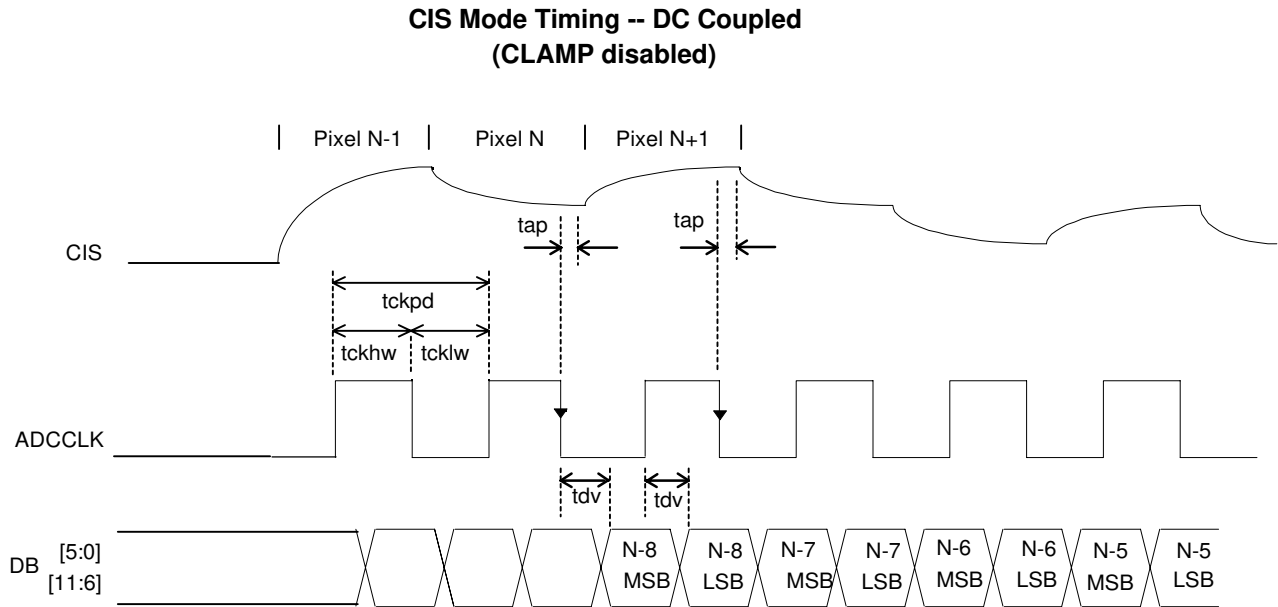 CIS Mode Timing -- DC Coupled
(CLAMP disabled)
| Pixel N-1 | Pixel N | Pixel N+1 |
tap tap
CIS
tckpd
tckhw tcklw
ADCCLK
tdv tdv
DB [5:0]
[11:6]
N-8 N-8 N-7 N-7 N-6 N-6 N-5 N-5
MSB LSB MSB LSB MSB LSB MSB LSB